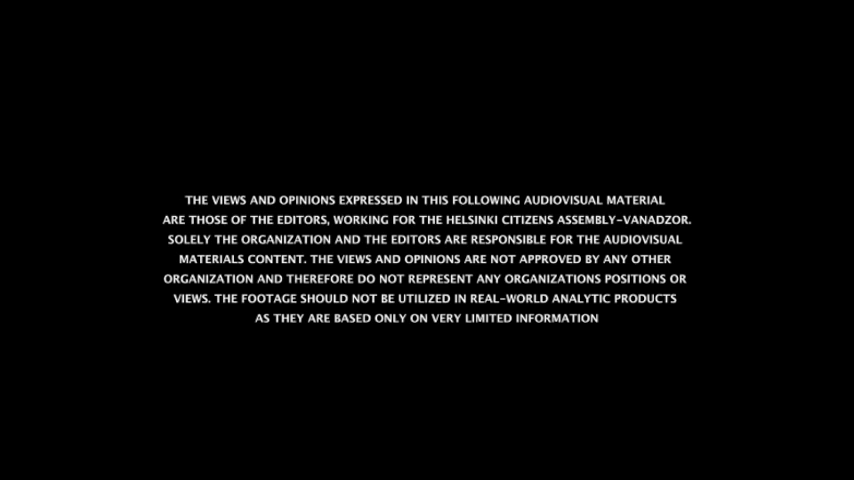 THE VIEWS AND OPINIONS EXPRESSED IN THIS FOLLOWING AUDIOVISUAL MATERIAL
ARE THOSE OF THE EDITORS, WORKING FOR THE HELSINKI CITIZENS ASSEMBLY-VANADZOR.
SOLELY THE ORGANIZATION AND THE EDITORS ARE RESPONSIBLE FOR THE AUDIOVISUAL
MATERIALS CONTENT. THE VIEWS AND OPINIONS ARE NOT APPROVED BY ANY OTHER
ORGANIZATION AND THEREFORE DO NOT REPRESENT ANY ORGANIZATIONS POSITIONS OR
VIEWS. THE FOOTAGE SHOULD NOT BE UTILIZED IN REAL-WORLD ANALYTIC PRODUCTS
AS THEY ARE BASED ONLY ON VERY LIMITED INFORMATION